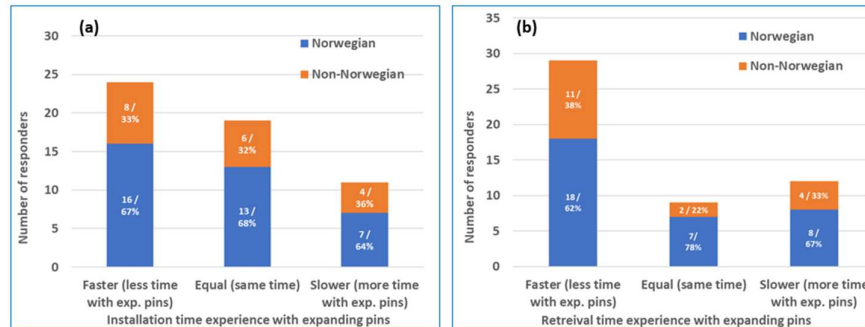 (a)
Norwegian
Non-Norwegian
Number of responders
30
25
20
15
10
5
0
8 /
33%
16 /
67%
6 /
32%
13 /
68%
4 /
36%
7 /
64%
Faster (less time
with exp. pins)
Equal (same time)
Slower (more time
with exp. pins)
Installation time experience with expanding pins
(b)
Norwegian
Non-Norwegian
Number of responders
35
30
25
20
15
10
5
0
11 /
38%
18 /
62%
2 / 22%
7/
78%
4 / 33%
8 /
67%
Faster (less time
with exp. pins)
Equal (same time)
Slower (more time
with exp. pins)
Retreival time experience with expanding pins